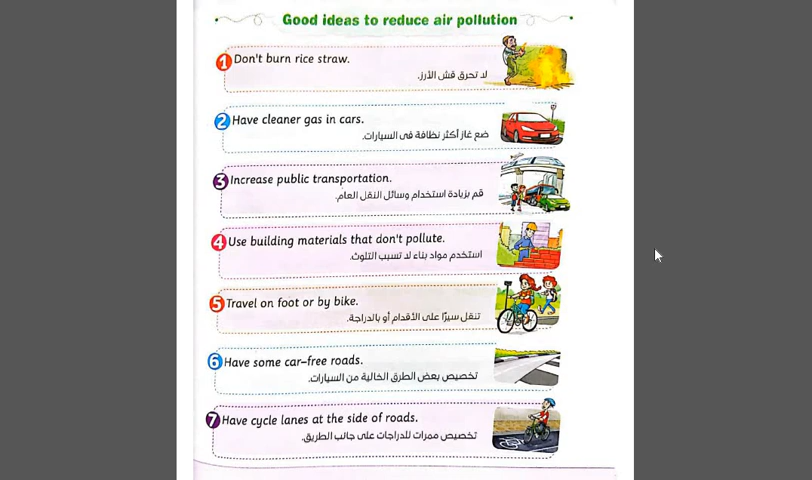 Good ideas to reduce air pollution
1 Don't burn rice straw.
لا تحرق قش الأرز.
2 Have cleaner gas in cars.
ضع غاز أكثر نظافة فى السيارات.
3 Increase public transportation.
قم بزيادة استخدام وسائل النقل العام.
4 Use building materials that don't pollute.
استخدم مواد بناء لا تسبب التلوث.
5 Travel on foot or by bike.
تنقل سيرًا على الأقدام أو بالدراجة.
6 Have some car-free roads.
تخصيص بعض الطرق الخالية من السيارات.
7 Have cycle lanes at the side of roads.
تخصيص ممرات للدراجات على جانب الطريق.